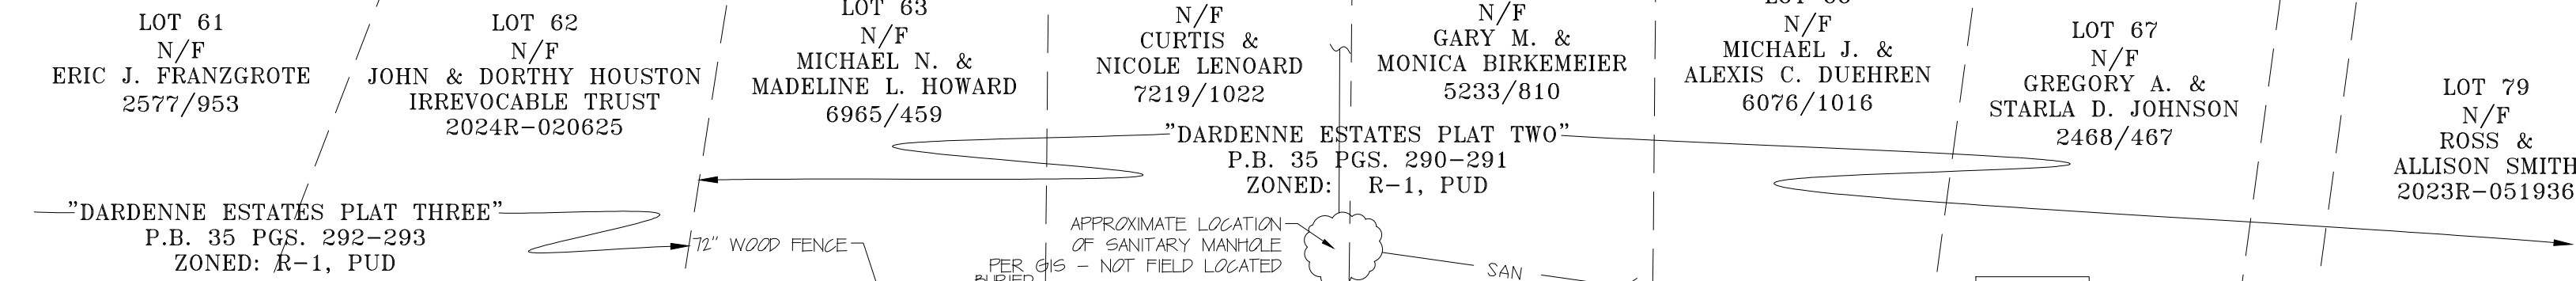 LOT 61
N/F
ERIC J. FRANZGROTE
2577/953
LOT 62
N/F
JOHN & DORTHY HOUSTON
IRREVOCABLE TRUST
2024R-020625
LOT 63
N/F
MICHAEL N. &
MADELINE L. HOWARD
6965/459
N/F
CURTIS &
NICOLE LENOARD
7219/1022
N/F
GARY M. &
MONICA BIRKEMEIER
5233/810
N/F
MICHAEL J. &
ALEXIS C. DUEHREN
6076/1016
LOT 67
N/F
GREGORY A. &
STARLA D. JOHNSON
2468/467
LOT 79
N/F
ROSS &
ALLISON SMITH
2023R-051936
"DARDENNE ESTATES PLAT TWO"
P.B. 35 PGS. 290-291
ZONED: R-1, PUD
"DARDENNE ESTATES PLAT THREE"
P.B. 35 PGS. 292-293
ZONED: R-1, PUD
72" WOOD FENCE
APPROXIMATE LOCATION
OF SANITARY MANHOLE
PER GIS - NOT FIELD LOCATED
BURIED
SAN